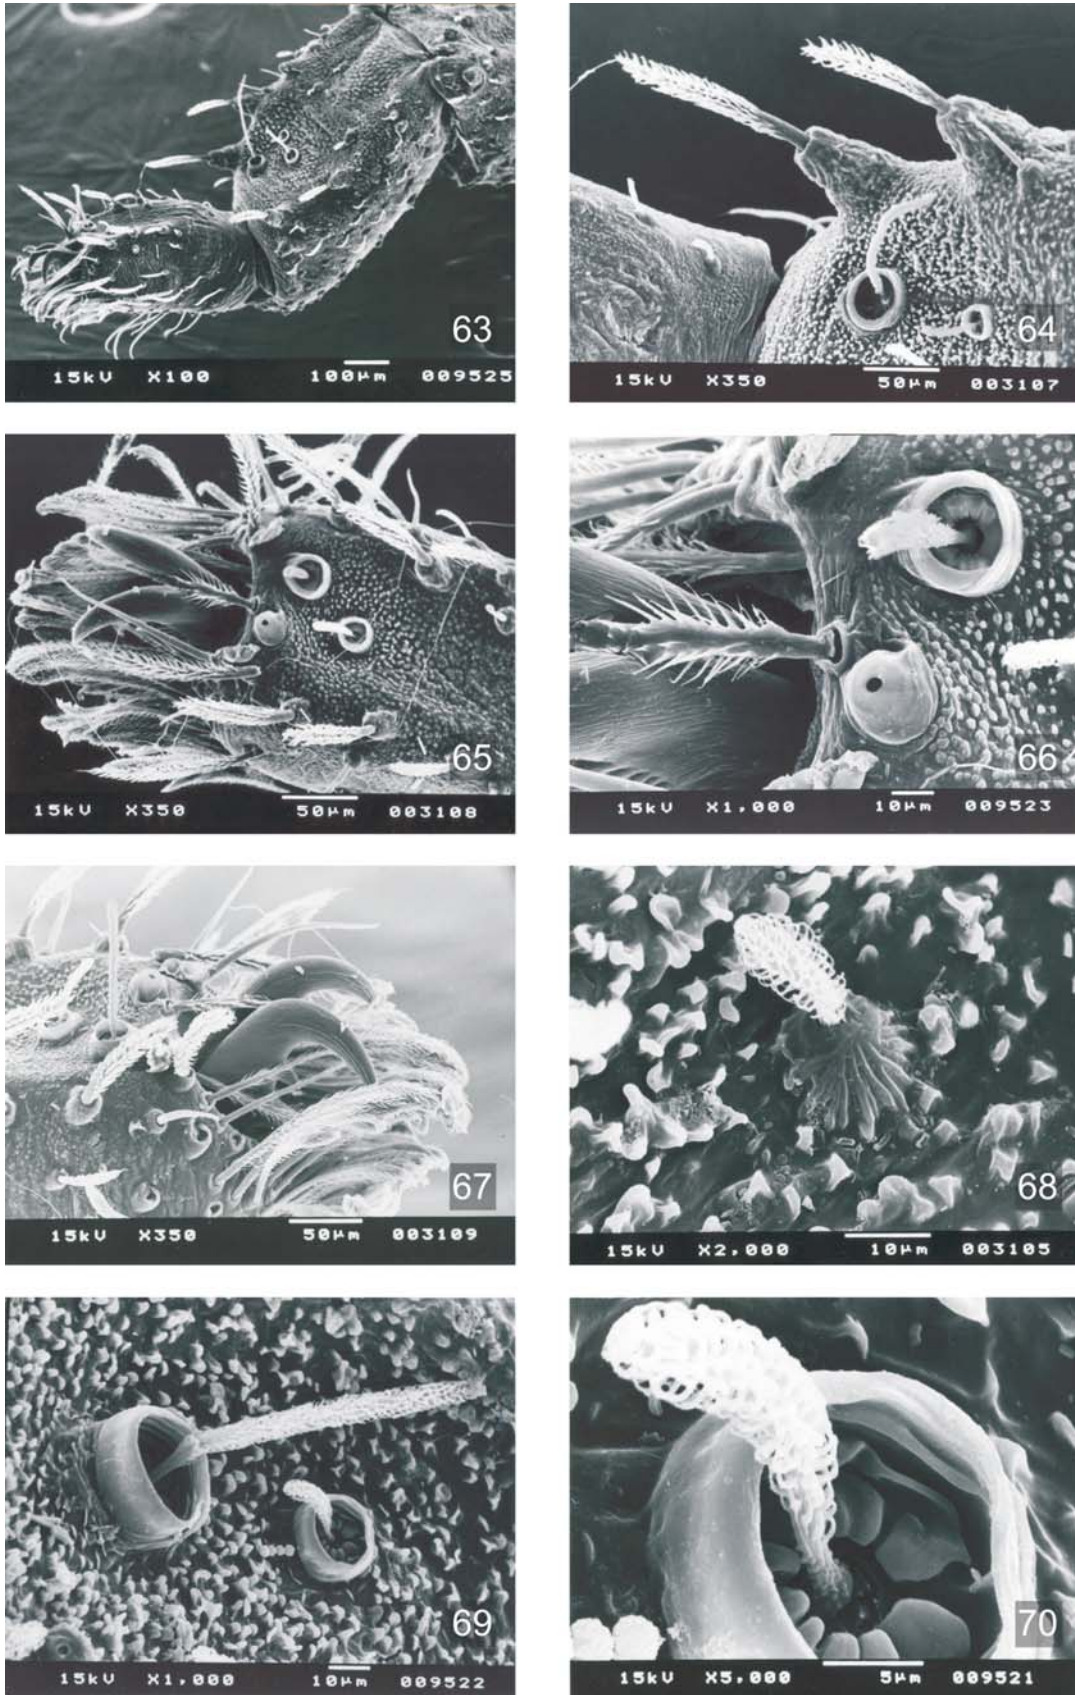 63
15kV X100 100µm 009525
64
15kV X350 50µm 003107
65
15kV X350 50µm 003108
66
15kV X1,000 10µm 009523
67
15kV X350 50µm 003109
68
15kV X2,000 10µm 003105
69
15kV X1,000 10µm 009522
70
15kV X5,000 5µm 009521